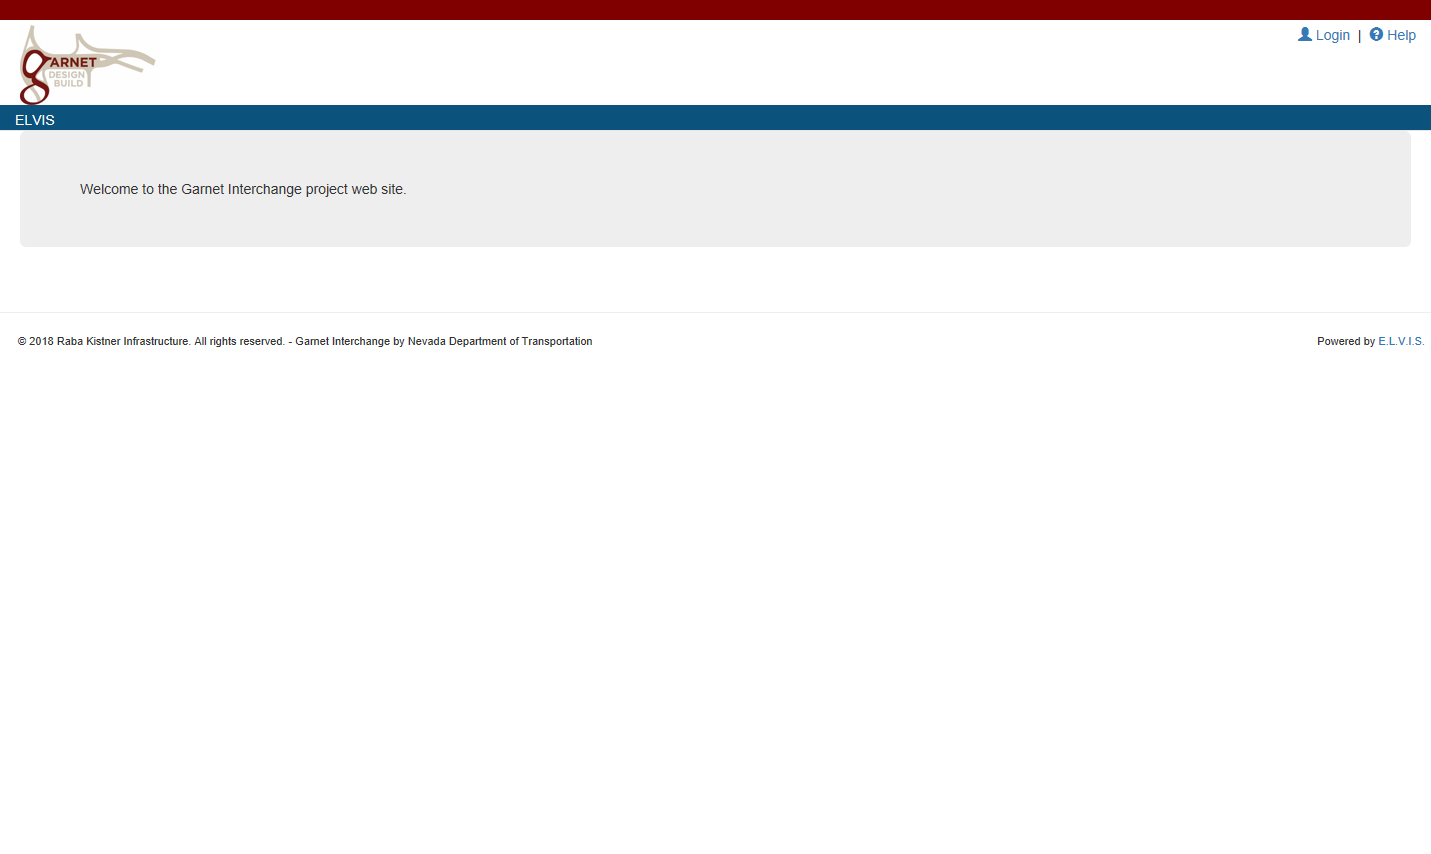 Login | Help
gARNET
DESIGN
BUILD
ELVIS
Welcome to the Garnet Interchange project web site.
© 2018 Raba Kistner Infrastructure. All rights reserved. - Garnet Interchange by Nevada Department of Transportation
Powered by E.L.V.I.S.